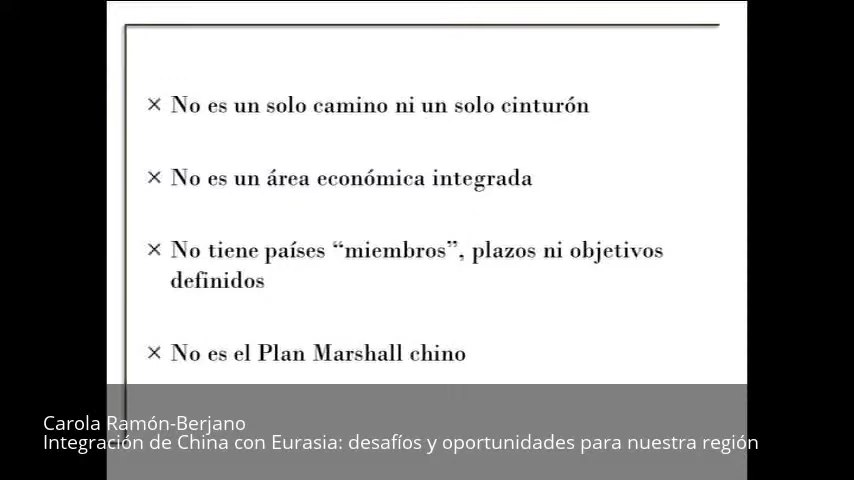 × No es un solo camino ni un solo cinturón
× No es un área económica integrada
× No tiene países “miembros”, plazos ni objetivos
definidos
× No es el Plan Marshall chino
Carola Ramón-Berjano
Integración de China con Eurasia: desafíos y oportunidades para nuestra región